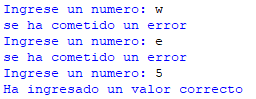 Ingrese un numero: w
se ha cometido un error
Ingrese un numero: e
se ha cometido un error
Ingrese un numero: 5
Ha ingresado un valor correcto